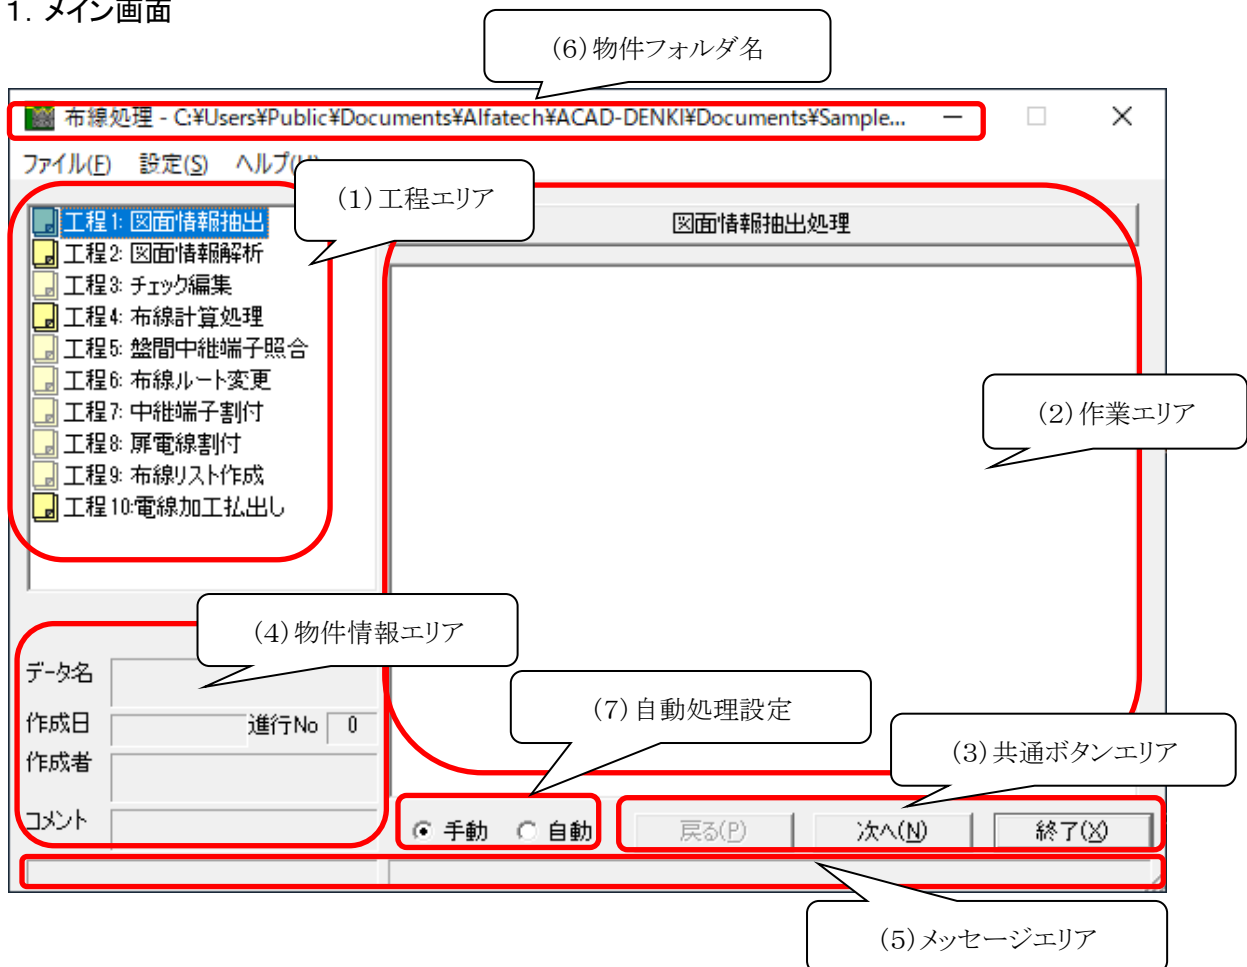 1．メイン画面
(6)物件フォルダ名
布線処理 - C:¥Users¥Public¥Documents¥Alfatech¥ACAD-DENKI¥Documents¥Sample...
ファイル(F) 設定(S) ヘルプ
(1)工程エリア
図面情報抽出処理
工程1: 図面情報抽出
工程2: 図面情報解析
工程3: チェック編集
工程4: 布線計算処理
工程5: 盤間中継端子照合
工程6: 布線ルート変更
工程7: 中継端子割付
工程8: 扉電線割付
工程9: 布線リスト作成
工程10:電線加工払出し
(2)作業エリア
(4)物件情報エリア
データ名
作成日 進行No 0
作成者
コメント
(7)自動処理設定
(3)共通ボタンエリア
手動 自動 戻る(P) 次へ(N) 終了(X)
(5)メッセージエリア